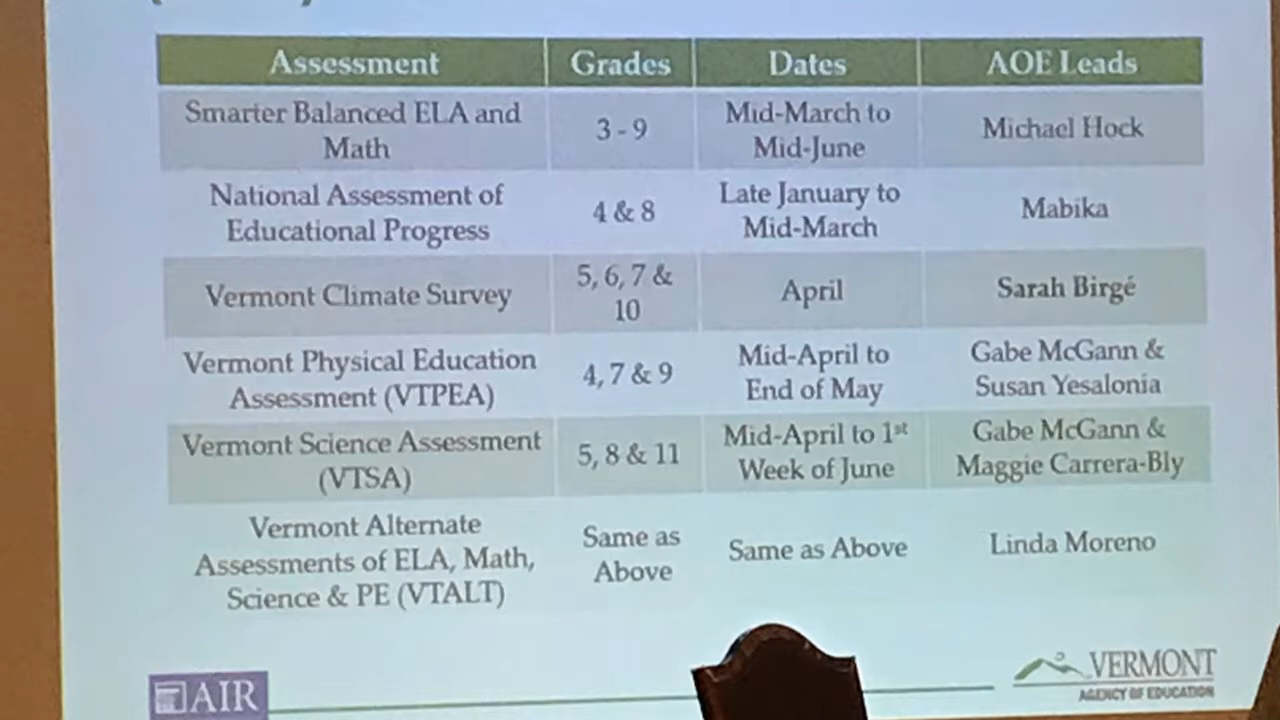 Assessment Grades Dates AOE Leads
Smarter Balanced ELA and
Math
3 - 9
Mid-March to
Mid-June
Michael Hock
National Assessment of
Educational Progress
4 & 8
Late January to
Mid-March
Mabika
Vermont Climate Survey
5, 6, 7 &
10
April
Sarah Birgé
Vermont Physical Education
Assessment (VTPEA)
4, 7 & 9
Mid-April to
End of May
Gabe McGann &
Susan Yesalonia
Vermont Science Assessment
(VTSA)
5, 8 & 11
Mid-April to 1st
Week of June
Gabe McGann &
Maggie Carrera-Bly
Vermont Alternate
Assessments of ELA, Math,
Science & PE (VTALT)
Same as
Above
Same as Above
Linda Moreno
AIR
VERMONT
AGENCY OF EDUCATION